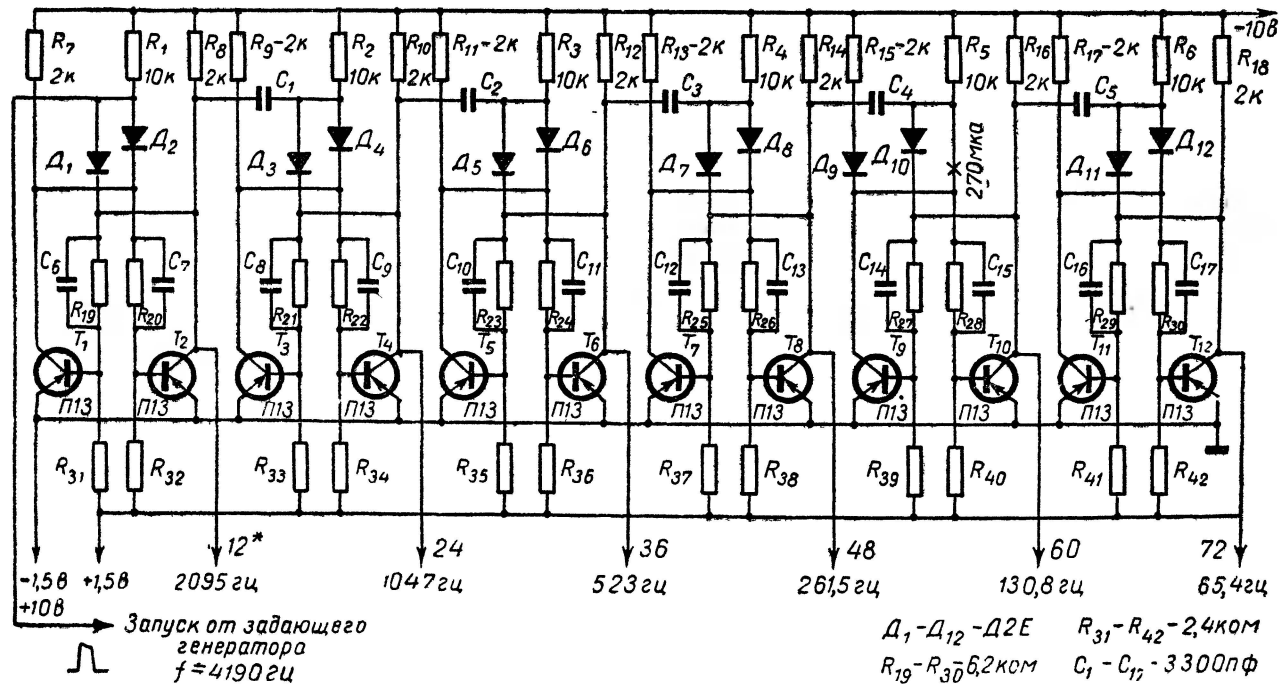 R7 R1 R8 R9-2к R2 R10 R11-2к R3 R12 R13-2к R4 R14 R15-2к R5 R16 R17-2к R6 R18 -10в
2к 10к 2к 10к 2к 10к 2к 10к 2к 10к 2к 10к 2к
C1 C2 C3 C4 C5
Д1 Д2 Д3 Д4 Д5 Д6 Д7 Д8 Д9 Д10 Д11 Д12
270мка
C6 C7 C8 C9 C10 C11 C12 C13 C14 C15 C16 C17
R19 R20 R21 R22 R23 R24 R25 R26 R27 R28 R29 R30
T1 T2 T3 T4 T5 T6 T7 T8 T9 T10 T11 T12
П13 П13 П13 П13 П13 П13 П13 П13 П13 П13 П13 П13
R31 R32 R33 R34 R35 R36 R37 R38 R39 R40 R41 R42
12* 24 36 48 60 72
-1,5в +1,5в 2095гц 1047гц 523гц 261,5гц 130,8гц 65,4гц
+10в
Запуск от задающего
генератора
f=4190гц
Д1-Д12-Д2Е R31-R42-2,4ком
R19-R30-6,2ком C1-C17-3300пф